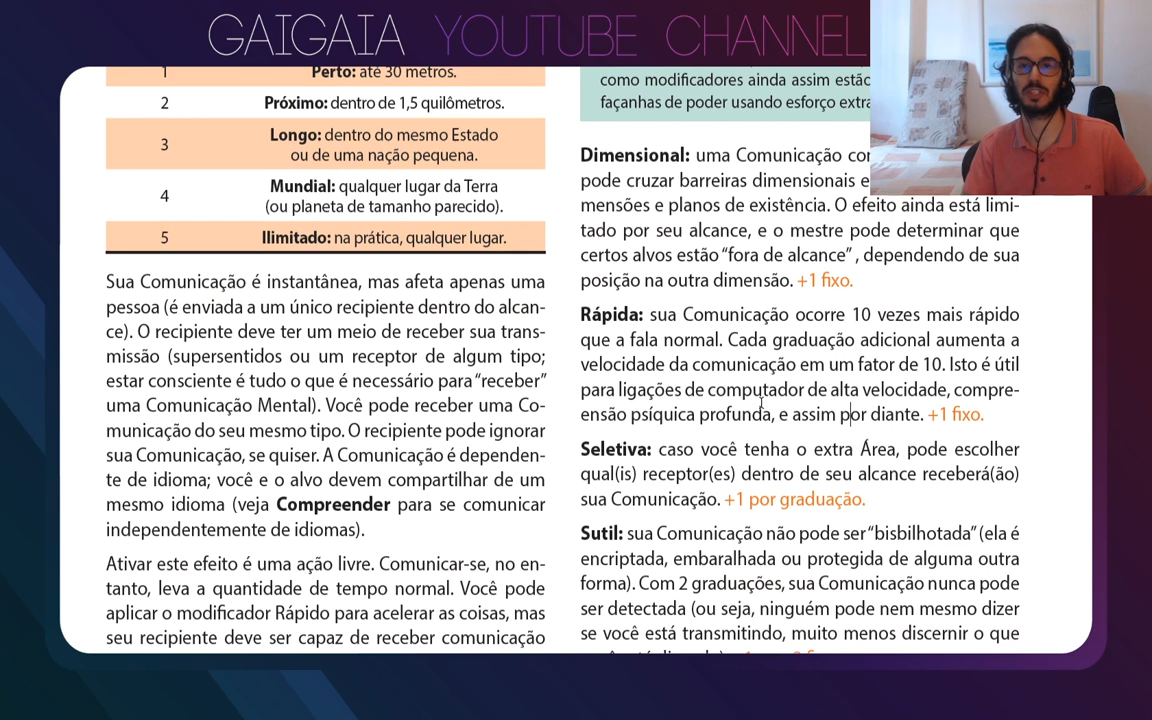 GAIGAIA YOUTUBE CHANNEL
1 Perto: até 30 metros.
2 Próximo: dentro de 1,5 quilômetros.
3 Longo: dentro do mesmo Estado
ou de uma nação pequena.
4 Mundial: qualquer lugar da Terra
(ou planeta de tamanho parecido).
5 Ilimitado: na prática, qualquer lugar.
Sua Comunicação é instantânea, mas afeta apenas uma
pessoa (é enviada a um único recipiente dentro do alcan-
ce). O recipiente deve ter um meio de receber sua trans-
missão (supersentidos ou um receptor de algum tipo;
estar consciente é tudo o que é necessário para “receber”
uma Comunicação Mental). Você pode receber uma Co-
municação do seu mesmo tipo. O recipiente pode ignorar
sua Comunicação, se quiser. A Comunicação é dependen-
te de idioma; você e o alvo devem compartilhar de um
mesmo idioma (veja Compreender para se comunicar
independentemente de idiomas).
Ativar este efeito é uma ação livre. Comunicar-se, no en-
tanto, leva a quantidade de tempo normal. Você pode
aplicar o modificador Rápido para acelerar as coisas, mas
seu recipiente deve ser capaz de receber comunicação
como modificadores ainda assim estão
façanhas de poder usando esforço extra
Dimensional: uma Comunicação com
pode cruzar barreiras dimensionais e
mensões e planos de existência. O efeito ainda está limi-
tado por seu alcance, e o mestre pode determinar que
certos alvos estão “fora de alcance” , dependendo de sua
posição na outra dimensão. +1 fixo.
Rápida: sua Comunicação ocorre 10 vezes mais rápido
que a fala normal. Cada graduação adicional aumenta a
velocidade da comunicação em um fator de 10. Isto é útil
para ligações de computador de alta velocidade, compre-
ensão psíquica profunda, e assim por diante. +1 fixo.
Seletiva: caso você tenha o extra Área, pode escolher
qual(is) receptor(es) dentro de seu alcance receberá(ão)
sua Comunicação. +1 por graduação.
Sutil: sua Comunicação não pode ser “bisbilhotada” (ela é
encriptada, embaralhada ou protegida de alguma outra
forma). Com 2 graduações, sua Comunicação nunca pode
ser detectada (ou seja, ninguém pode nem mesmo dizer
se você está transmitindo, muito menos discernir o que